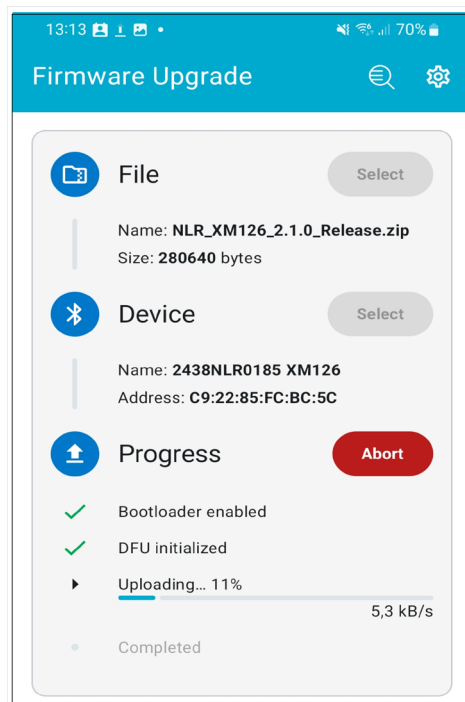 13:13 70%
Firmware Upgrade
File Select
Name: NLR_XM126_2.1.0_Release.zip
Size: 280640 bytes
Device Select
Name: 2438NLR0185 XM126
Address: C9:22:85:FC:BC:5C
Progress Abort
Bootloader enabled
DFU initialized
Uploading... 11%
5,3 kB/s
Completed